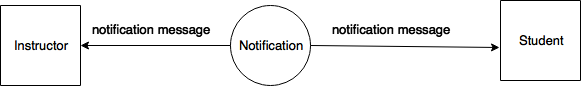 notification message
notification message
Instructor
Notification
Student